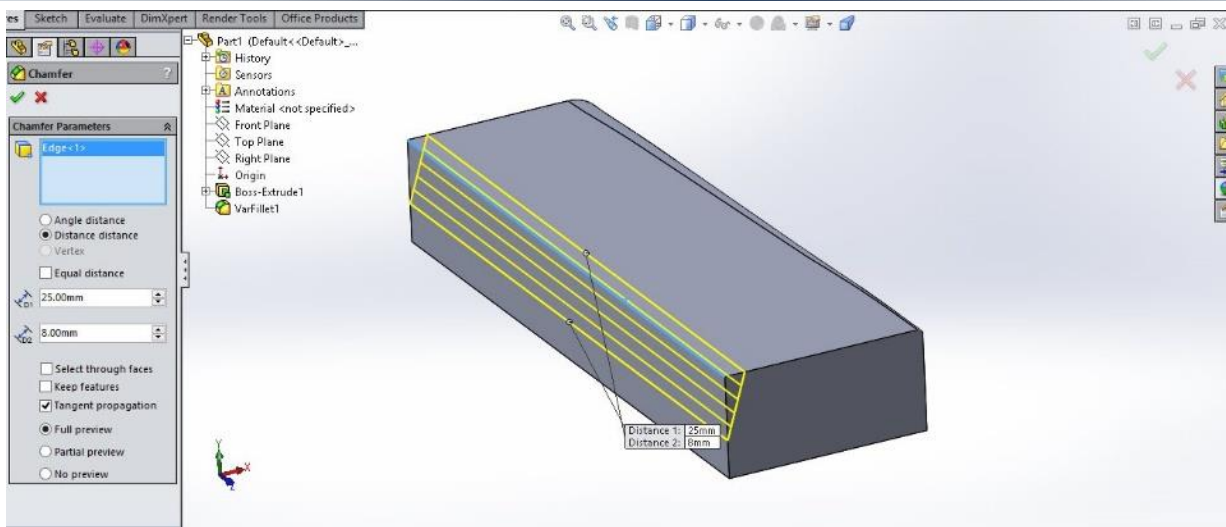 es Sketch Evaluate DimXpert Render Tools Office Products
Chamfer ?
Chamfer Parameters
Edge<1>
Angle distance
Distance distance
Vertex
Equal distance
D1 25.00mm
D2 8.00mm
Select through faces
Keep features
Tangent propagation
Full preview
Partial preview
No preview
Part1 (Default<<Default>_...
History
Sensors
A Annotations
Material <not specified>
Front Plane
Top Plane
Right Plane
Origin
Boss-Extrude1
VarFillet1
Distance 1: 25mm
Distance 2: 8mm
Y
X
Z